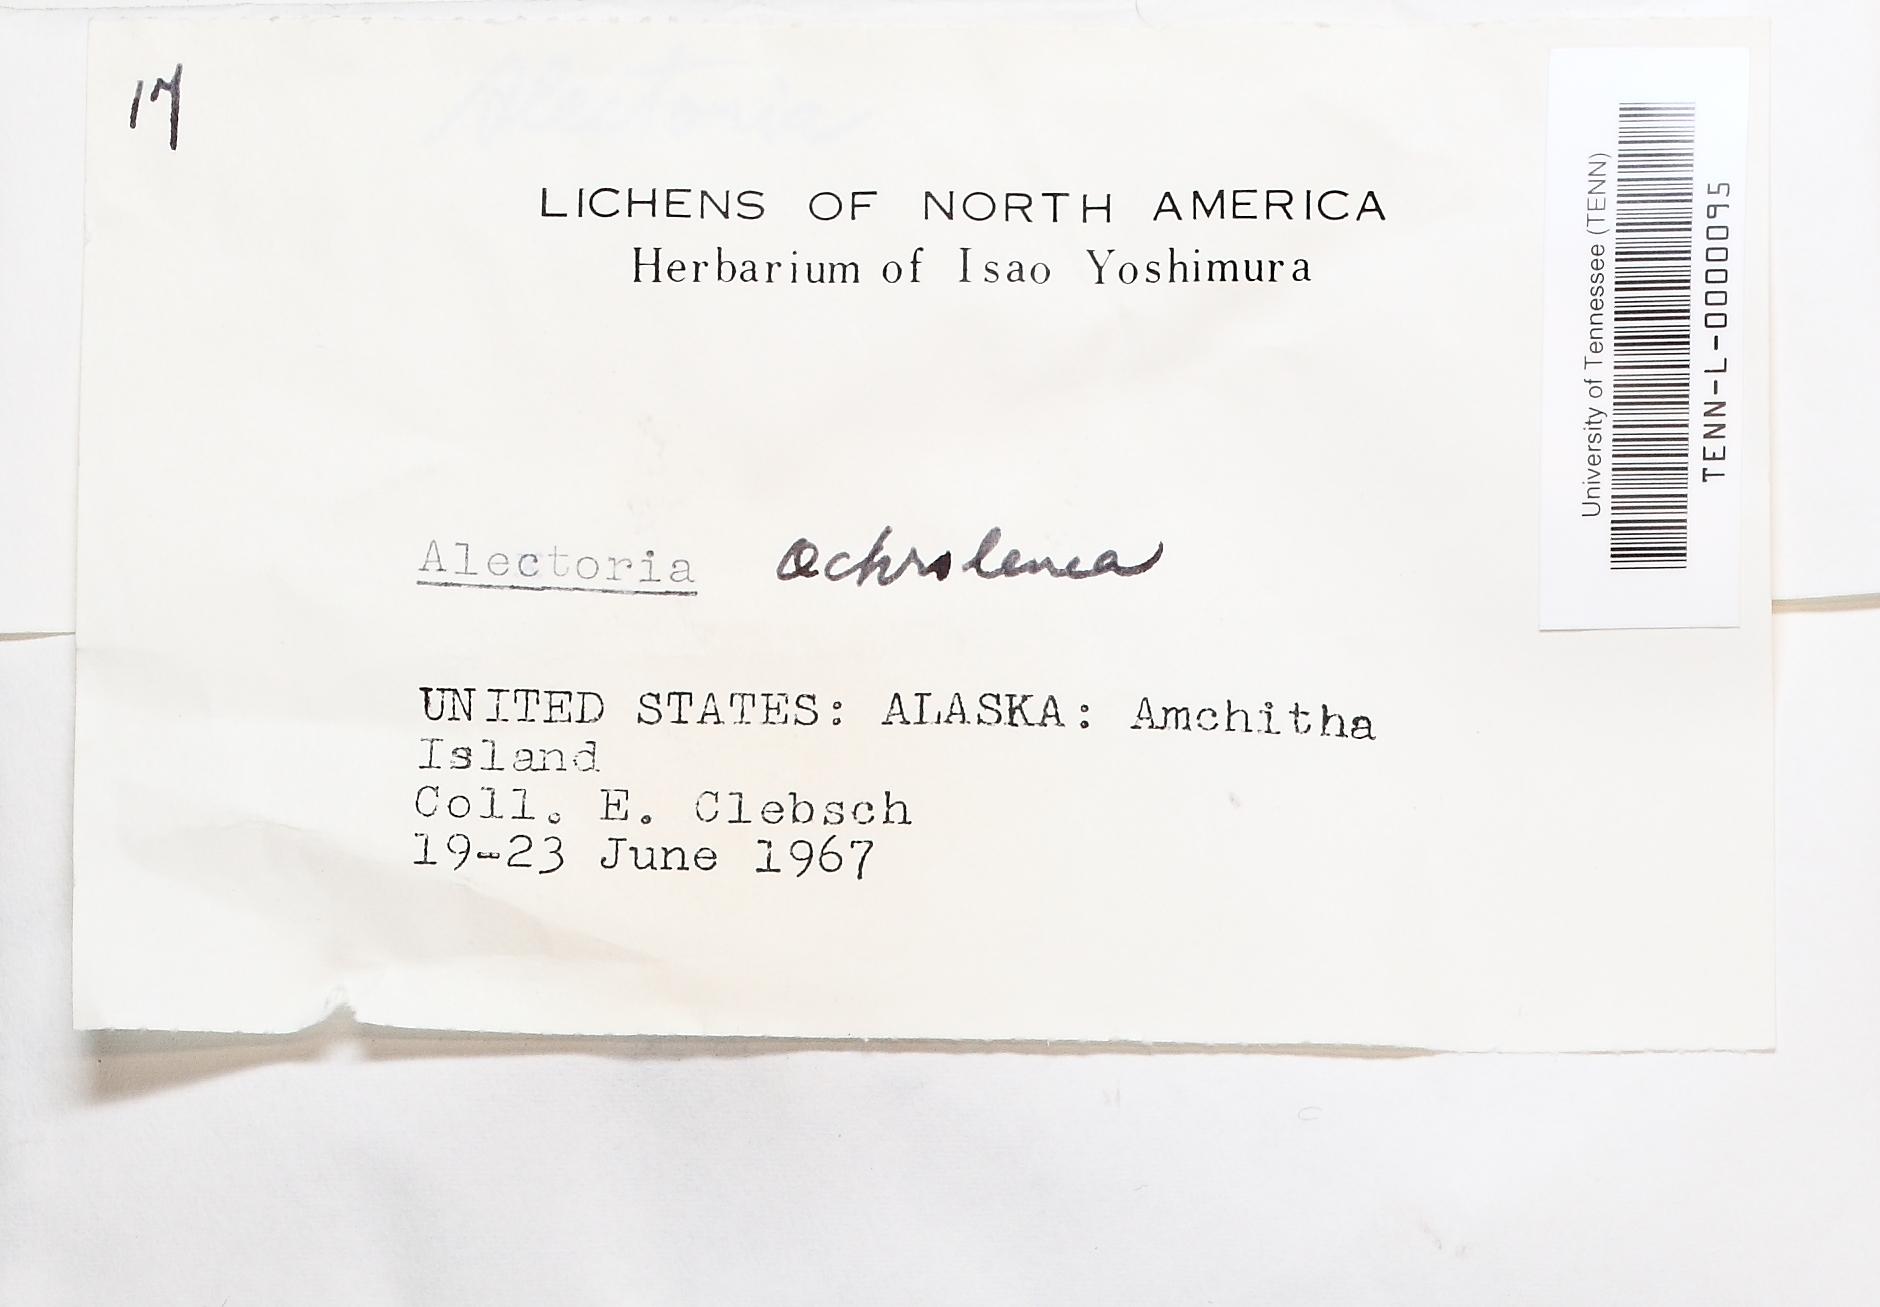 17
Alectoria
LICHENS OF NORTH AMERICA
Herbarium of Isao Yoshimura
Alectoria ochroleuca
UNITED STATES: ALASKA: Amchitha
Island
Coll. E. Clebsch
19-23 June 1967
University of Tennessee (TENN)
TENN-L-0000095